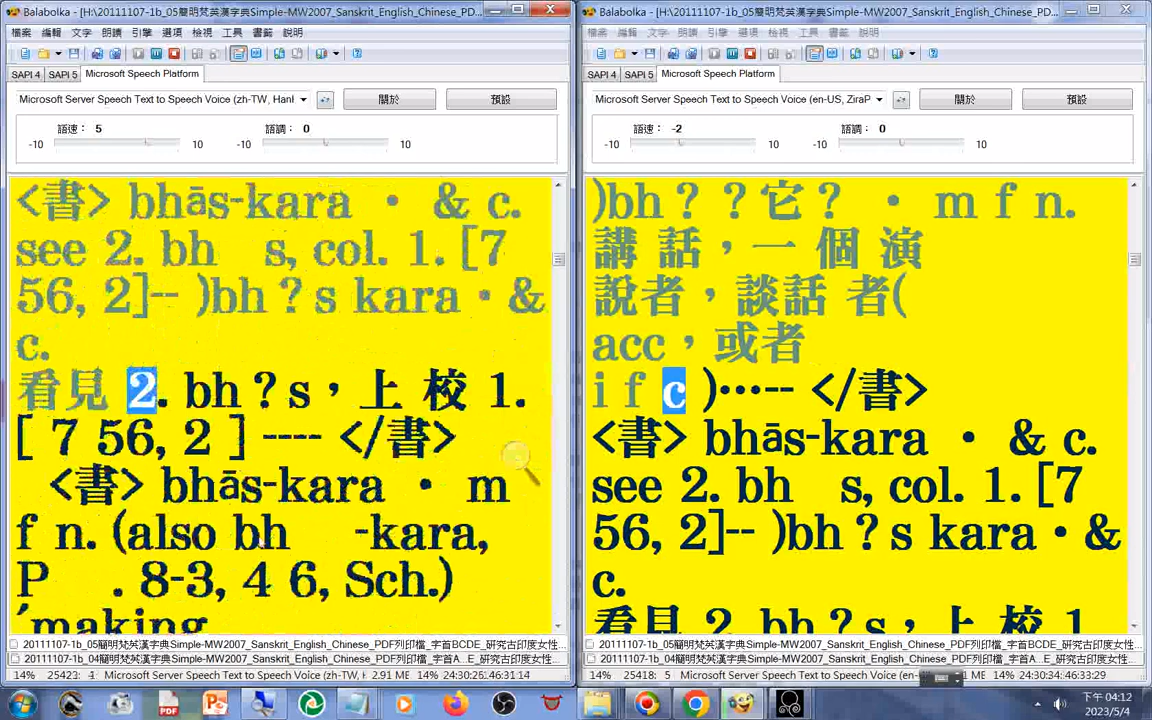 Balabolka - [H:\20111107-1b_05簡明梵英漢字典Simple-MW2007_Sanskrit_English_Chinese_PD...
檔案 編輯 文字 朗讀 引擎 選項 檢視 工具 書籤 說明
SAPI 4 SAPI 5 Microsoft Speech Platform
Microsoft Server Speech Text to Speech Voice (zh-TW, Hanl
關於
預設
語速： 5
語調： 0
-10 10 -10 10
<書> bhās-kara • & c.
see 2. bh s, col. 1. [7
56, 2]-- )bh？s kara•&
c.
看見 2. bh？s，上 校 1.
[ 7 56, 2 ] ---- </書>
<書> bhās-kara • m
f n. (also bh -kara,
P . 8-3, 4 6, Sch.)
'making
20111107-1b_05簡明梵英漢字典Simple-MW2007_Sanskrit_English_Chinese_PDF列印檔_字首BCDE_研究古印度女性...
20111107-1b_04簡明梵英漢字典Simple-MW2007_Sanskrit_English_Chinese_PDF列印檔_字首A...E_研究古印度女性...
14% 25423: 4 Microsoft Server Speech Text to Speech Voice (zh-TW, 2.91 ME 14% 24:30:26:46:31:14
Balabolka - [H:\20111107-1b_05簡明梵英漢字典Simple-MW2007_Sanskrit_English_Chinese_PD...
檔案 編輯 文字 朗讀 引擎 選項 檢視 工具 書籤 說明
SAPI 4 SAPI 5 Microsoft Speech Platform
Microsoft Server Speech Text to Speech Voice (en-US, ZiraP
關於
預設
語速： -2
語調： 0
-10 10 -10 10
)bh？？它？ • m f n.
講 話，一 個 演
說者，談話 者(
acc，或者
i f c )…-- </書>
<書> bhās-kara • & c.
see 2. bh s, col. 1. [7
56, 2]-- )bh？s kara•&
c.
看見 2. bh？s，上 校 1.
20111107-1b_05簡明梵英漢字典Simple-MW2007_Sanskrit_English_Chinese_PDF列印檔_字首BCDE_研究古印度女性...
20111107-1b_04簡明梵英漢字典Simple-MW2007_Sanskrit_English_Chinese_PDF列印檔_字首A...E_研究古印度女性...
14% 25418: 5 Microsoft Server Speech Text to Speech Voice (en-US, ME 14% 24:30:34:46:33:29
PDF
下午 04:12
2023/5/4